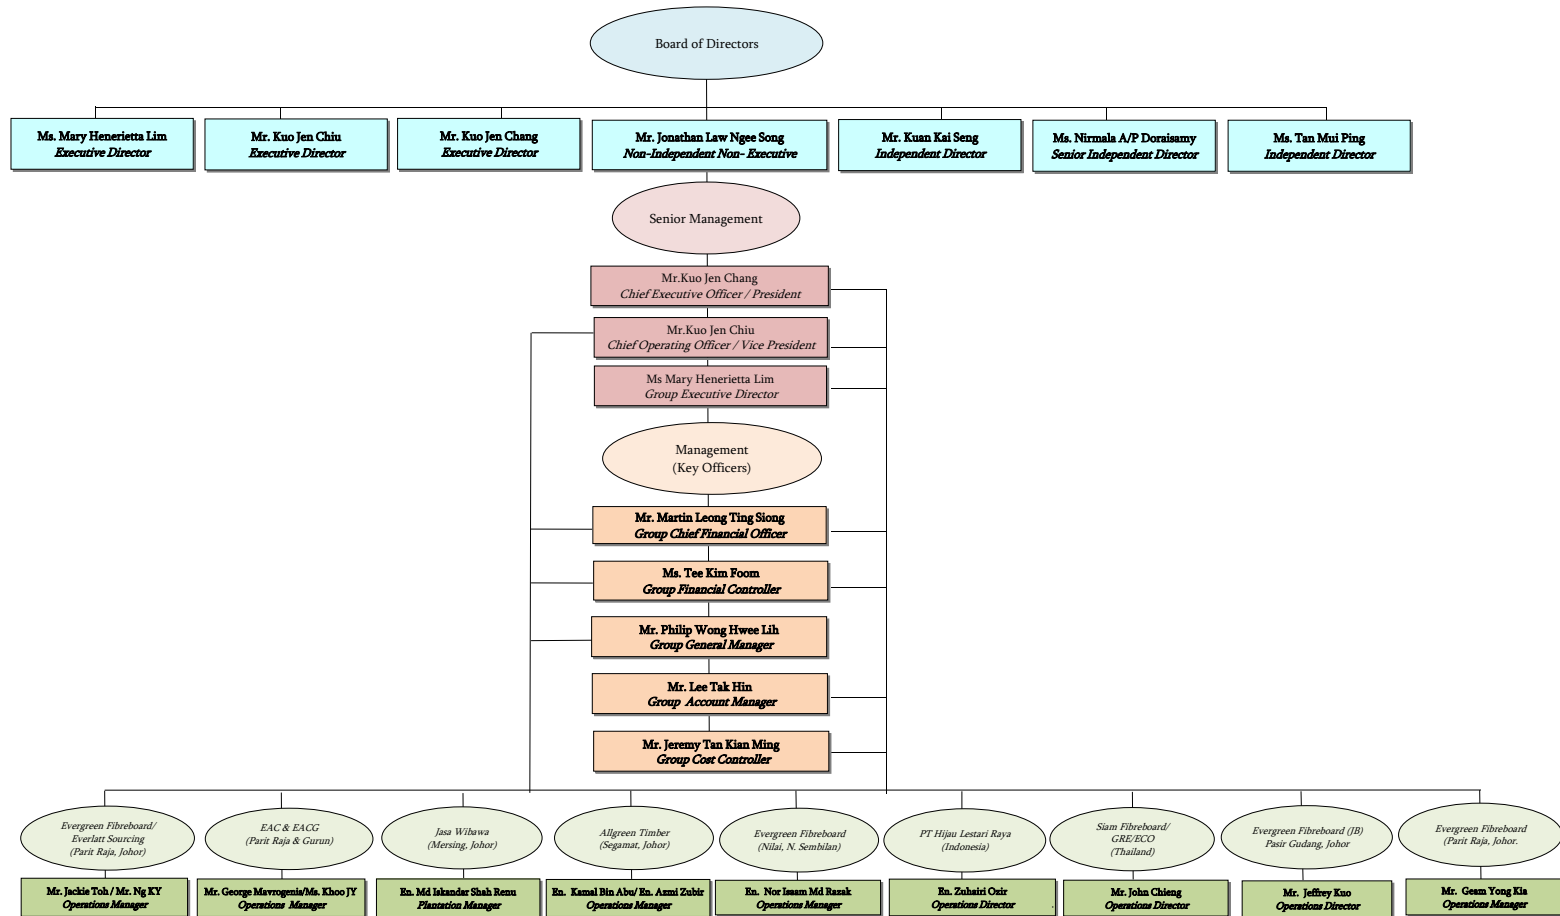 Board of Directors
Ms. Mary Henerietta Lim
Executive Director
Mr. Kuo Jen Chiu
Executive Director
Mr. Kuo Jen Chang
Executive Director
Mr. Jonathan Law Ngee Song
Non-Independent Non- Executive
Mr. Kuan Kai Seng
Independent Director
Ms. Nirmala A/P Doraisamy
Senior Independent Director
Ms. Tan Mui Ping
Independent Director
Senior Management
Mr.Kuo Jen Chang
Chief Executive Officer / President
Mr.Kuo Jen Chiu
Chief Operating Officer / Vice President
Ms Mary Henerietta Lim
Group Executive Director
Management
(Key Officers)
Mr. Martin Leong Ting Siong
Group Chief Financial Officer
Ms. Tee Kim Foom
Group Financial Controller
Mr. Philip Wong Hwee Lih
Group General Manager
Mr. Lee Tak Hin
Group Account Manager
Mr. Jeremy Tan Kian Ming
Group Cost Controller
Evergreen Fibreboard/
Everlatt Sourcing
(Parit Raja, Johor)
EAC & EACG
(Parit Raja & Gurun)
Jasa Wibawa
(Mersing, Johor)
Allgreen Timber
(Segamat, Johor)
Evergreen Fibreboard
(Nilai, N. Sembilan)
PT Hijau Lestari Raya
(Indonesia)
Siam Fibreboard/
GRE/ECO
(Thailand)
Evergreen Fibreboard (JB)
Pasir Gudang, Johor
Evergreen Fibreboard
(Parit Raja, Johor.
Mr. Jackie Toh / Mr. Ng KY
Operations Manager
Mr. George Mavrogenis/Ms. Khoo JY
Operations Manager
En. Md Iskandar Shah Renu
Plantation Manager
En. Kamal Bin Abu/ En. Azmi Zubir
Operations Manager
En. Nor Isaam Md Razak
Operations Manager
En. Zuhairi Ozir
Operations Director
Mr. John Chieng
Operations Director
Mr. Jeffrey Kuo
Operations Director
Mr. Geam Yong Kia
Operations Manager